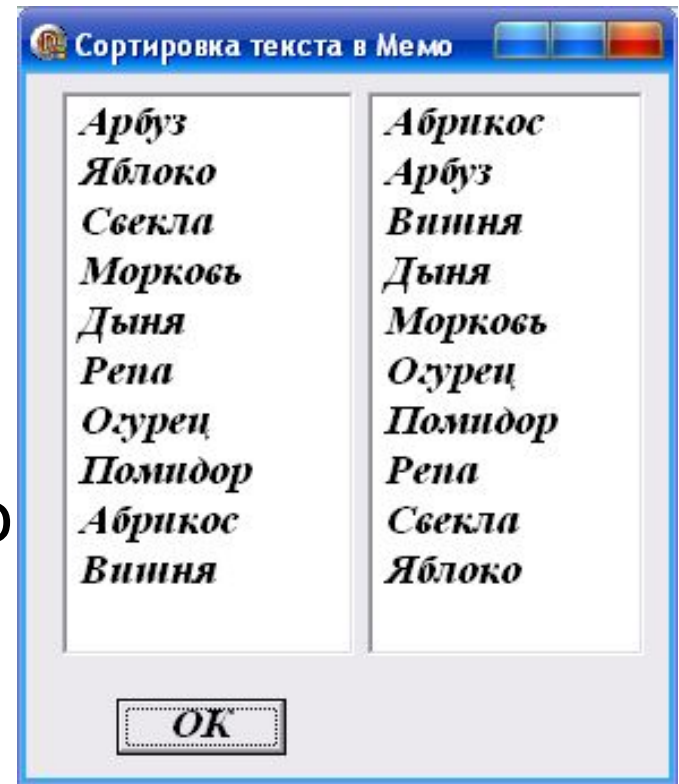 Сортировка текста в Мемо
Арбуз
Яблоко
Свекла
Морковь
Дыня
Репа
Огурец
Помидор
Абрикос
Вишня
Абрикос
Арбуз
Вишня
Дыня
Морковь
Огурец
Помидор
Репа
Свекла
Яблоко
OK